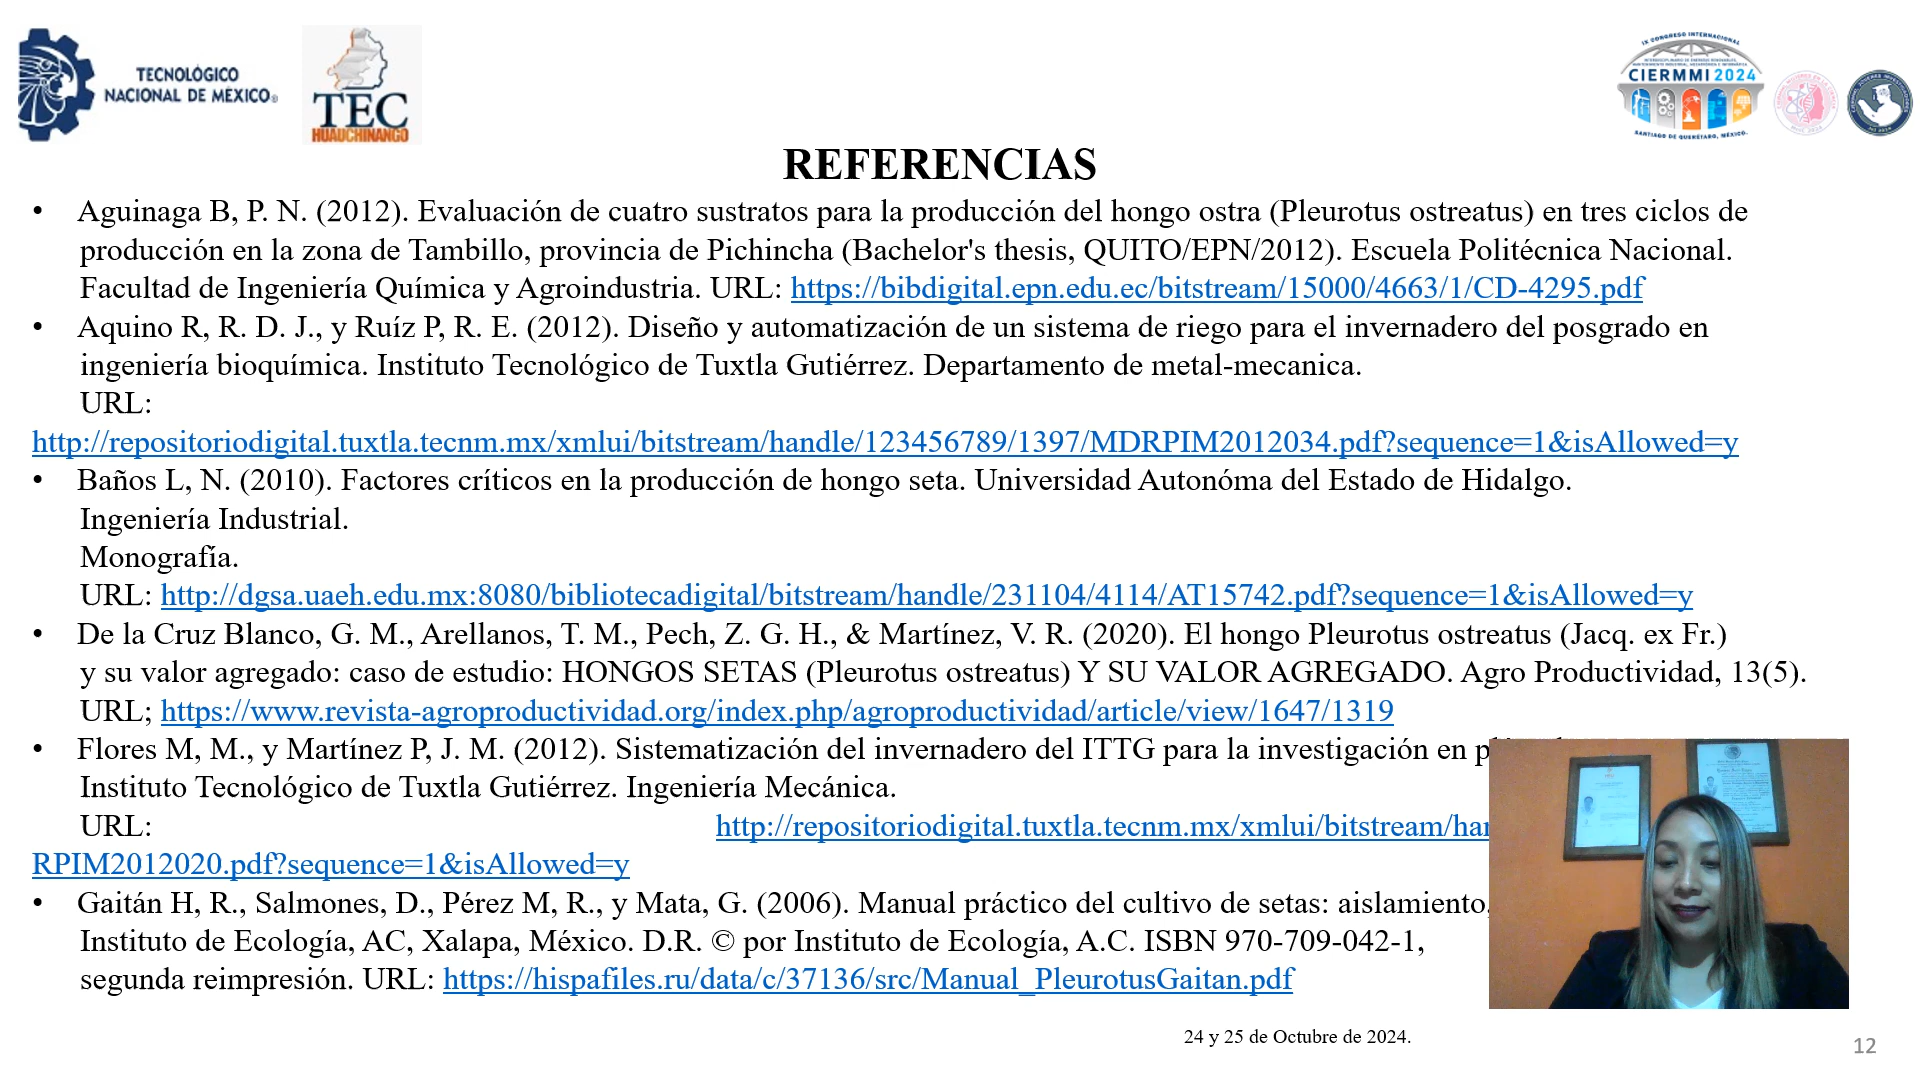 TECNOLÓGICO
NACIONAL DE MÉXICO®
TEC
HUAUCHINANGO
IX CONGRESO INTERNACIONAL
CIERMMI 2024
SANTIAGO DE QUERÉTARO, MÉXICO.
REFERENCIAS
• Aguinaga B, P. N. (2012). Evaluación de cuatro sustratos para la producción del hongo ostra (Pleurotus ostreatus) en tres ciclos de
producción en la zona de Tambillo, provincia de Pichincha (Bachelor's thesis, QUITO/EPN/2012). Escuela Politécnica Nacional.
Facultad de Ingeniería Química y Agroindustria. URL: https://bibdigital.epn.edu.ec/bitstream/15000/4663/1/CD-4295.pdf
• Aquino R, R. D. J., y Ruíz P, R. E. (2012). Diseño y automatización de un sistema de riego para el invernadero del posgrado en
ingeniería bioquímica. Instituto Tecnológico de Tuxtla Gutiérrez. Departamento de metal-mecanica.
URL:
http://repositoriodigital.tuxtla.tecnm.mx/xmlui/bitstream/handle/123456789/1397/MDRPIM2012034.pdf?sequence=1&isAllowed=y
• Baños L, N. (2010). Factores críticos en la producción de hongo seta. Universidad Autonóma del Estado de Hidalgo.
Ingeniería Industrial.
Monografía.
URL: http://dgsa.uaeh.edu.mx:8080/bibliotecadigital/bitstream/handle/231104/4114/AT15742.pdf?sequence=1&isAllowed=y
• De la Cruz Blanco, G. M., Arellanos, T. M., Pech, Z. G. H., & Martínez, V. R. (2020). El hongo Pleurotus ostreatus (Jacq. ex Fr.)
y su valor agregado: caso de estudio: HONGOS SETAS (Pleurotus ostreatus) Y SU VALOR AGREGADO. Agro Productividad, 13(5).
URL; https://www.revista-agroproductividad.org/index.php/agroproductividad/article/view/1647/1319
• Flores M, M., y Martínez P, J. M. (2012). Sistematización del invernadero del ITTG para la investigación en
Instituto Tecnológico de Tuxtla Gutiérrez. Ingeniería Mecánica.
URL: http://repositoriodigital.tuxtla.tecnm.mx/xmlui/bitstream/har
RPIM2012020.pdf?sequence=1&isAllowed=y
• Gaitán H, R., Salmones, D., Pérez M, R., y Mata, G. (2006). Manual práctico del cultivo de setas: aislamiento,
Instituto de Ecología, AC, Xalapa, México. D.R. © por Instituto de Ecología, A.C. ISBN 970-709-042-1,
segunda reimpresión. URL: https://hispafiles.ru/data/c/37136/src/Manual_PleurotusGaitan.pdf
24 y 25 de Octubre de 2024.
12